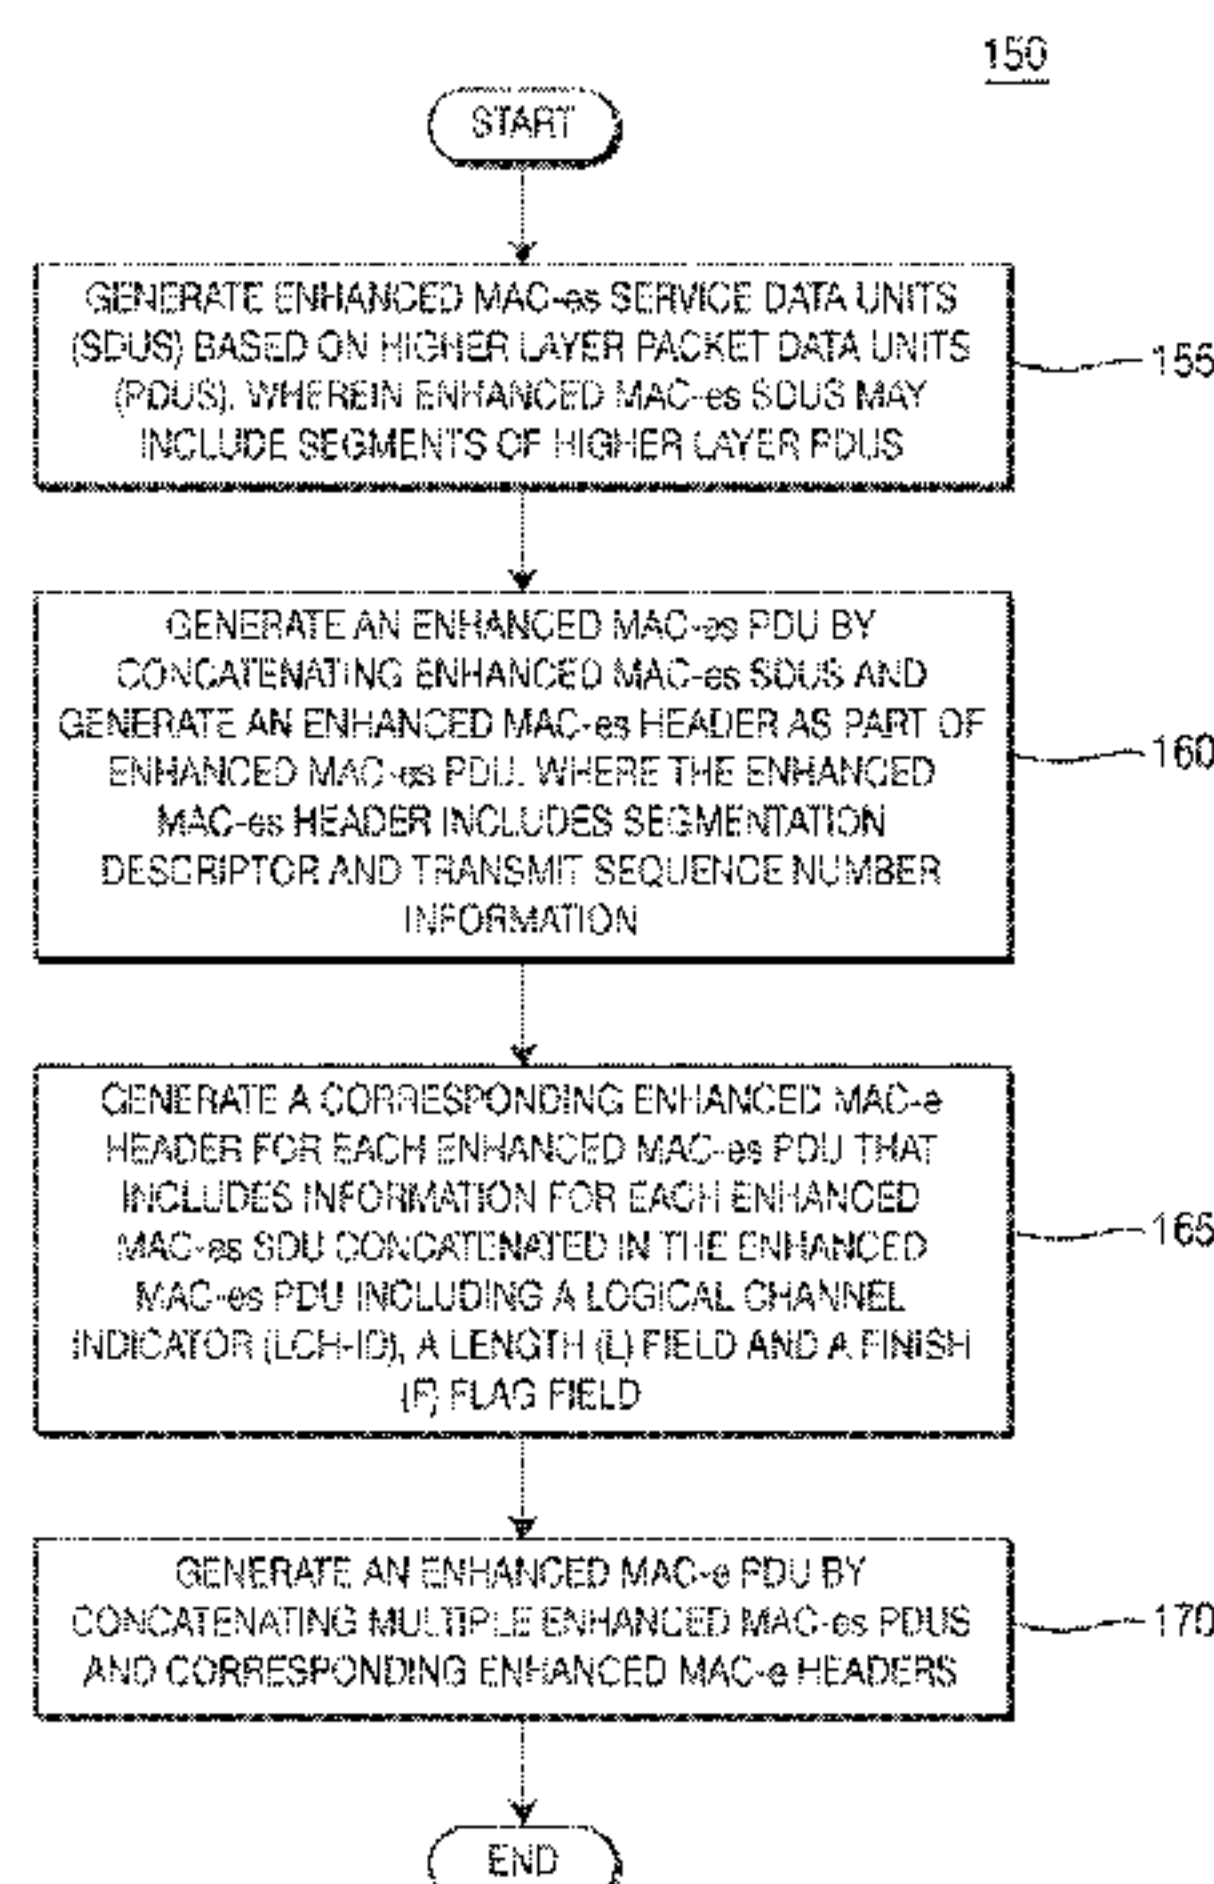 150
START
GENERATE ENHANCED MAC-es SERVICE DATA UNITS
(SDUS) BASED ON HIGHER LAYER PACKET DATA UNITS
(PDUS), WHEREIN ENHANCED MAC-es SDUS MAY
INCLUDE SEGMENTS OF HIGHER LAYER PDUS
155
GENERATE AN ENHANCED MAC-es PDU BY
CONCATENATING ENHANCED MAC-es SDUS AND
GENERATE AN ENHANCED MAC-es HEADER AS PART OF
ENHANCED MAC-es PDU, WHERE THE ENHANCED
MAC-es HEADER INCLUDES SEGMENTATION
DESCRIPTOR AND TRANSMIT SEQUENCE NUMBER
INFORMATION
160
GENERATE A CORRESPONDING ENHANCED MAC-e
HEADER FOR EACH ENHANCED MAC-es PDU THAT
INCLUDES INFORMATION FOR EACH ENHANCED
MAC-es SDU CONCATENATED IN THE ENHANCED
MAC-es PDU INCLUDING A LOGICAL CHANNEL
INDICATOR (LCH-ID), A LENGTH (L) FIELD AND A FINISH
(F) FLAG FIELD
165
GENERATE AN ENHANCED MAC-e PDU BY
CONCATENATING MULTIPLE ENHANCED MAC-es PDUS
AND CORRESPONDING ENHANCED MAC-e HEADERS
170
END